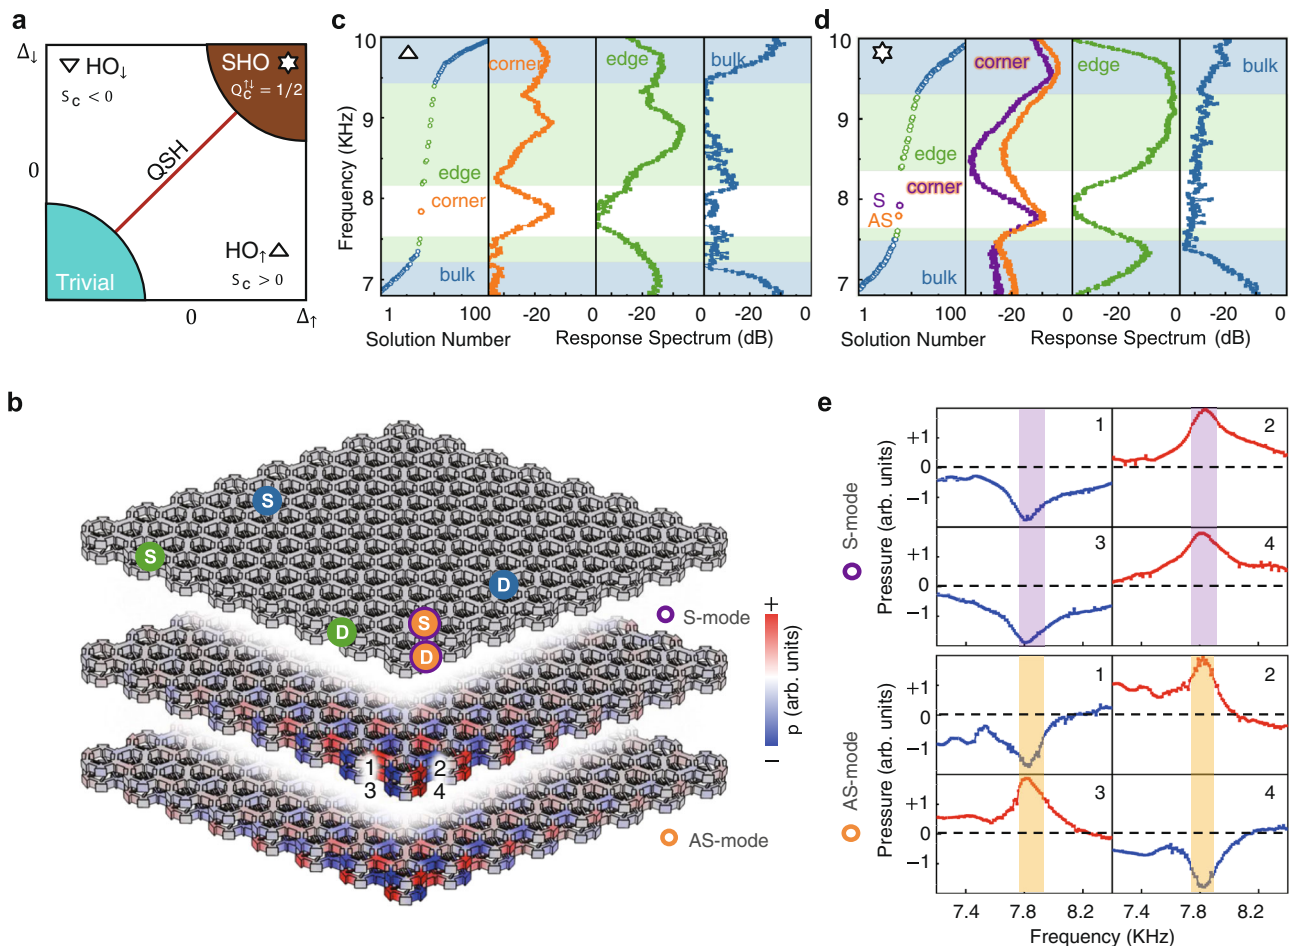 a
Δ↓
0
▽ HO↓
S_c < 0
SHO ✡
Q_c^↑↓ = 1/2
QSH
Trivial
HO↑ △
S_c > 0
0
Δ↑
c
Frequency (KHz)
10
9
8
7
△
corner
edge
bulk
edge
corner
bulk
1
100
-20
0
-20
0
-20
0
Solution Number
Response Spectrum (dB)
d
10
9
8
7
✡
corner
edge
bulk
edge
corner
S
AS
bulk
1
100
-20
0
-20
0
-20
0
Solution Number
Response Spectrum (dB)
b
S
S
D
D
S
D
S-mode
+
p (arb. units)
−
1
2
3
4
AS-mode
e
S-mode
Pressure (arb. units)
+1
0
−1
1
2
+1
0
−1
3
4
AS-mode
Pressure (arb. units)
+1
0
−1
1
2
+1
0
−1
3
4
7.4
7.8
8.2
7.4
7.8
8.2
Frequency (KHz)